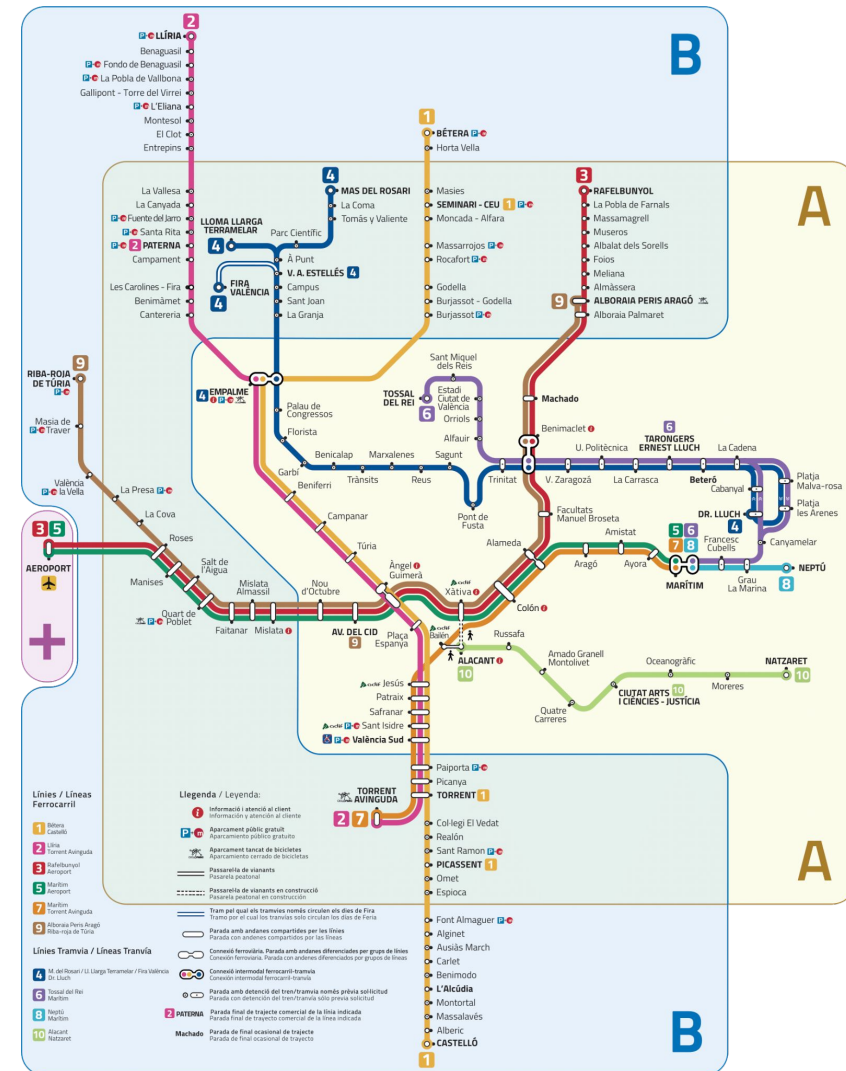 2
LLÍRIA
Benaguasil
Fondo de Benaguasil
La Pobla de Vallbona
Gallipont - Torre del Virrei
L'Eliana
Montesol
El Clot
Entrepins
B
1
BÉTERA
Horta Vella
La Vallesa
La Canyada
Fuente del Jarro
Santa Rita
2 PATERNA
Campament
Les Carolines - Fira
Benimàmet
Cantereria
4
MAS DEL ROSARI
La Coma
Tomás y Valiente
LLOMA LLARGA
TERRAMELAR
4
Parc Científic
À Punt
V. A. ESTELLÉS 4
FIRA
VALÈNCIA
4
Campus
Sant Joan
La Granja
Masies
SEMINARI - CEU 1
Moncada - Alfara
Massarrojos
Rocafort
Godella
Burjassot - Godella
Burjassot
3
RAFELBUNYOL
La Pobla de Farnals
Massamagrell
Museros
Albalat dels Sorells
Foios
Meliana
Almàssera
9
ALBORAIA PERIS ARAGÓ
Alboraia Palmaret
A
9
RIBA-ROJA
DE TÚRIA
Masia de
Traver
València
la Vella
La Presa
La Cova
Roses
4 EMPALME
Palau de
Congressos
Florista
Garbí
Benicalap
Beniferri
Trànsits
Marxalenes
Reus
Sagunt
Pont de
Fusta
Sant Miquel
dels Reis
TOSSAL
DEL REI
6
Estadi
Ciutat de
València
Orriols
Alfauir
Machado
Benimaclet
Trinitat
V. Zaragozá
U. Politècnica
La Carrasca
6
TARONGERS
ERNEST LLUCH
Beteró
La Cadena
Cabanyal
DR. LLUCH
4
Platja
Malva-rosa
Platja
les Arenes
Canyamelar
Francesc
Cubells
Grau
La Marina
NEPTÚ
8
5 6
7 8
MARÍTIM
Facultats
Manuel Broseta
Amistat
Aragó
Ayora
Alameda
Colón
Xàtiva
Bailén
Campanar
Túria
Àngel
Guimerà
Plaça
Espanya
3 5
AEROPORT
+
Manises
Salt de
l'Aigua
Quart de
Poblet
Faitanar
Mislata
Almassil
Mislata
Nou
d'Octubre
AV. DEL CID
9
ALACANT
10
Russafa
Amado Granell
Montolivet
Quatre
Carreres
CIUTAT ARTS 10
I CIÈNCIES - JUSTÍCIA
Oceanogràfic
Moreres
NATZARET
10
Jesús
Patraix
Safranar
Sant Isidre
València Sud
Paiporta
Picanya
TORRENT 1
TORRENT
AVINGUDA
2 7
Col·legi El Vedat
Realón
Sant Ramon
PICASSENT 1
Omet
Espioca
A
Font Almaguer
Alginet
Ausiàs March
Carlet
Benimodo
L'Alcúdia
Montortal
Massalavés
Alberic
CASTELLÓ
1
B
Línies / Líneas
Ferrocarril
1 Bétera
Castelló
2 Llíria
Torrent Avinguda
3 Rafelbunyol
Aeroport
5 Marítim
Aeroport
7 Marítim
Torrent Avinguda
9 Alboraia Peris Aragó
Riba-roja de Túria
Línies Tramvia / Líneas Tranvía
4 M. del Rosari / Ll. Llarga Terramelar / Fira València
Dr. Lluch
6 Tossal del Rei
Marítim
8 Neptú
Marítim
10 Alacant
Natzaret
Llegenda / Leyenda:
Informació i atenció al client
Información y atención al cliente
Aparcament públic gratuït
Aparcamiento público gratuito
Aparcament tancat de bicicletes
Aparcamiento cerrado de bicicletas
Passarel·la de vianants
Pasarela peatonal
Passarel·la de vianants en construcció
Pasarela peatonal en construcción
Tram pel qual els tramvies només circulen els dies de Fira
Tramo por el cual los tranvías solo circulan los días de Feria
Parada amb andanes compartides per les línies
Parada con andenes compartidos por las líneas
Connexió ferroviària. Parada amb andanes diferenciades per grups de línies
Conexión ferroviaria. Parada con andenes diferenciados por grupos de líneas
Connexió intermodal ferrocarril-tramvia
Conexión intermodal ferrocarril-tranvía
Parada amb detenció del tren/tramvia només prèvia sol·licitud
Parada con detención del tren/tranvía sólo previa solicitud
2 PATERNA Parada final de trajecte comercial de la línia indicada
Parada final de trayecto comercial de la línea indicada
Machado Parada de final ocasional de trajecte
Parada de final ocasional de trayecto